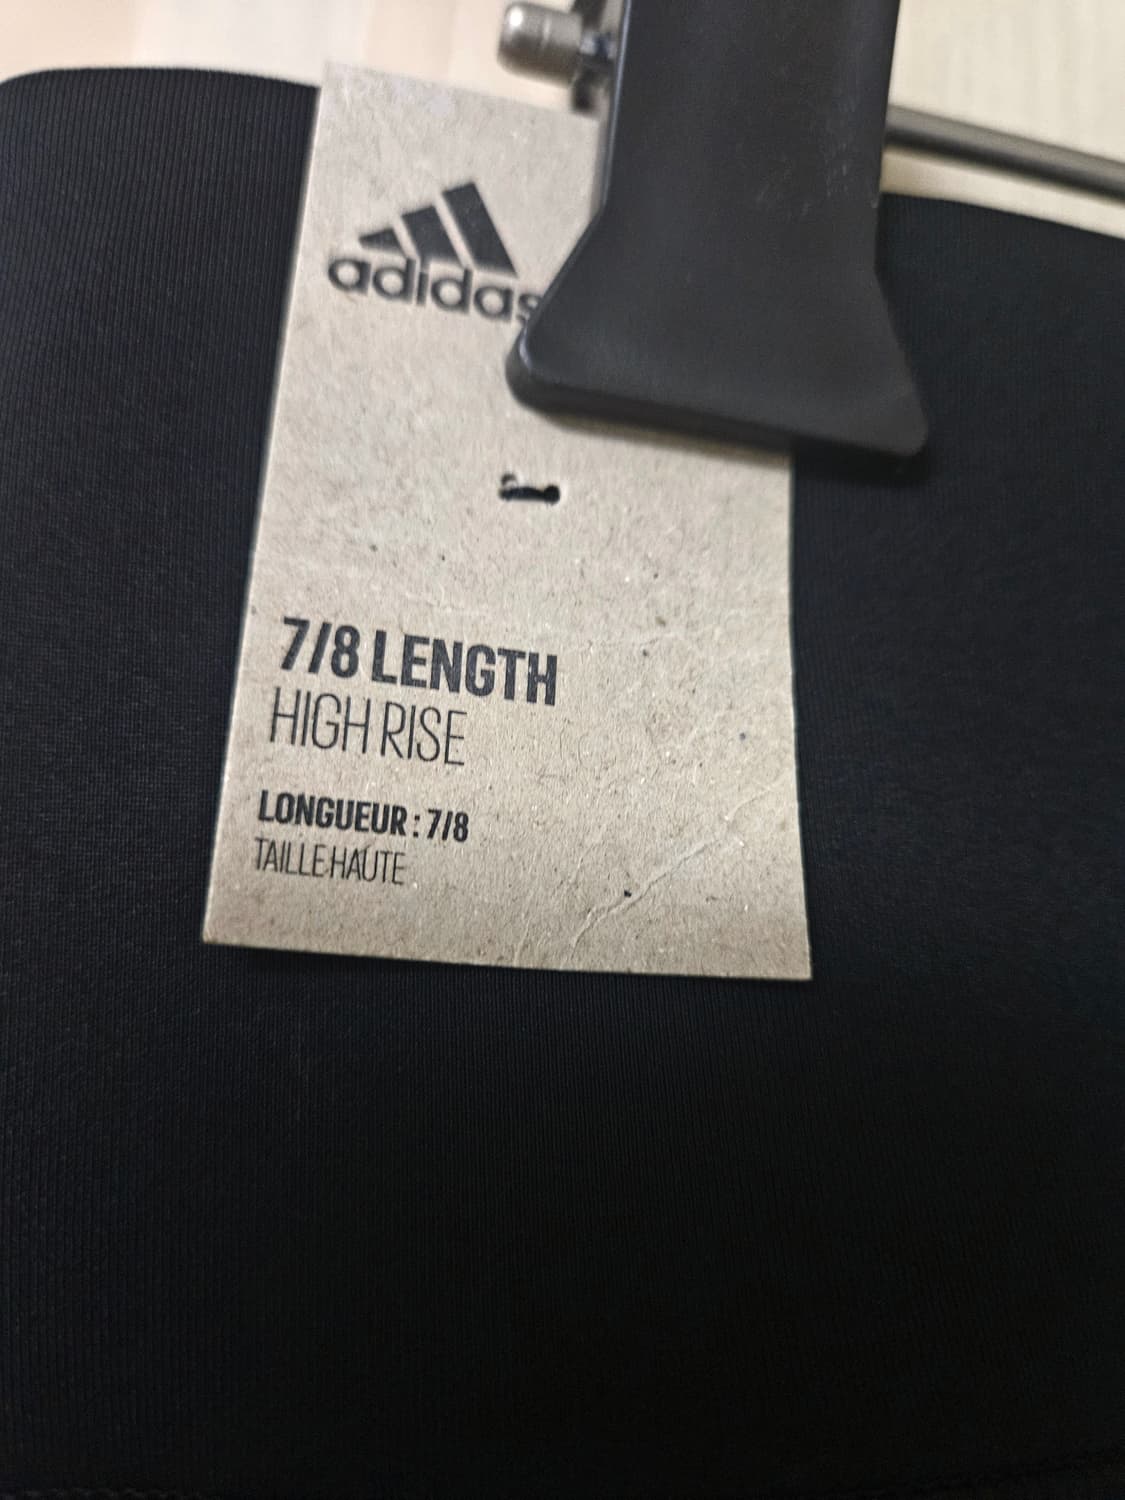 adidas
7/8 LENGTH
HIGH RISE
LONGUEUR : 7/8
TAILLE HAUTE